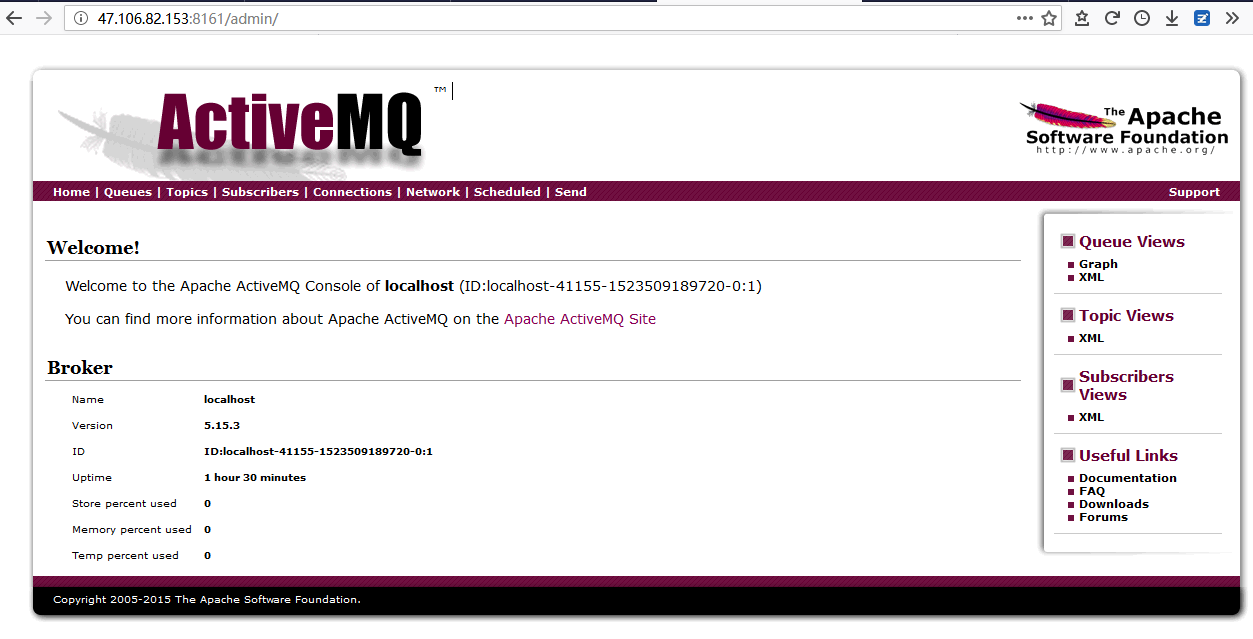 47.106.82.153:8161/admin/
ActiveMQ ™
The Apache
Software Foundation
http://www.apache.org/
Home | Queues | Topics | Subscribers | Connections | Network | Scheduled | Send
Support
Welcome!
Welcome to the Apache ActiveMQ Console of localhost (ID:localhost-41155-1523509189720-0:1)
You can find more information about Apache ActiveMQ on the Apache ActiveMQ Site
Broker
Name localhost
Version 5.15.3
ID ID:localhost-41155-1523509189720-0:1
Uptime 1 hour 30 minutes
Store percent used 0
Memory percent used 0
Temp percent used 0
Queue Views
Graph
XML
Topic Views
XML
Subscribers
Views
XML
Useful Links
Documentation
FAQ
Downloads
Forums
Copyright 2005-2015 The Apache Software Foundation.